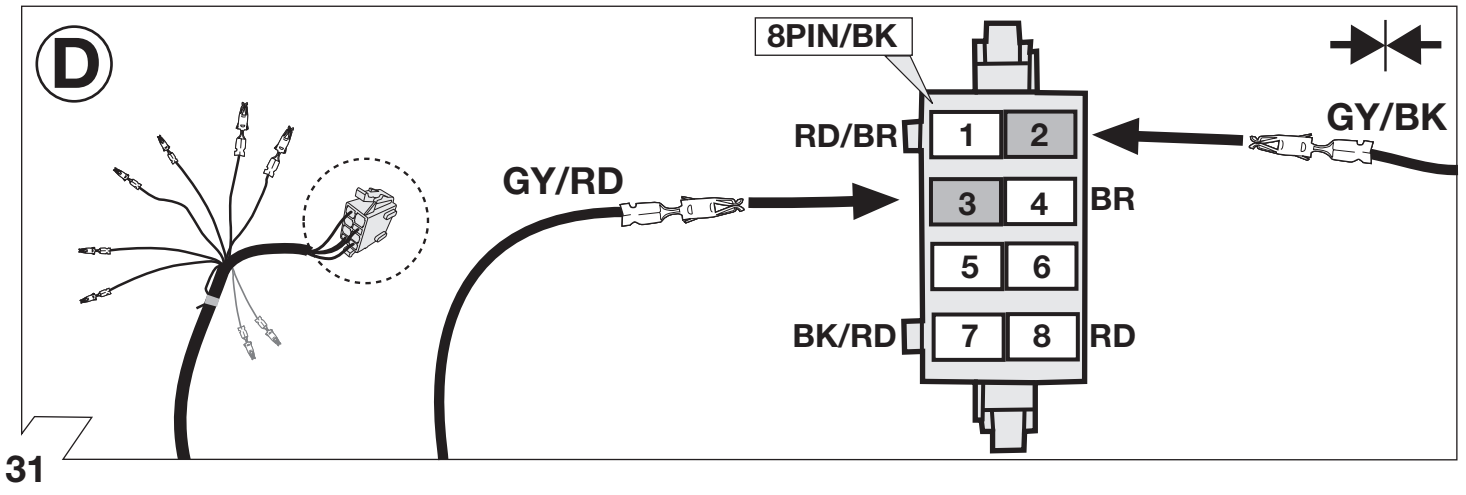 D
8PIN/BK
GY/BK
RD/BR 1 2
GY/RD
3 4 BR
5 6
BK/RD 7 8 RD
31